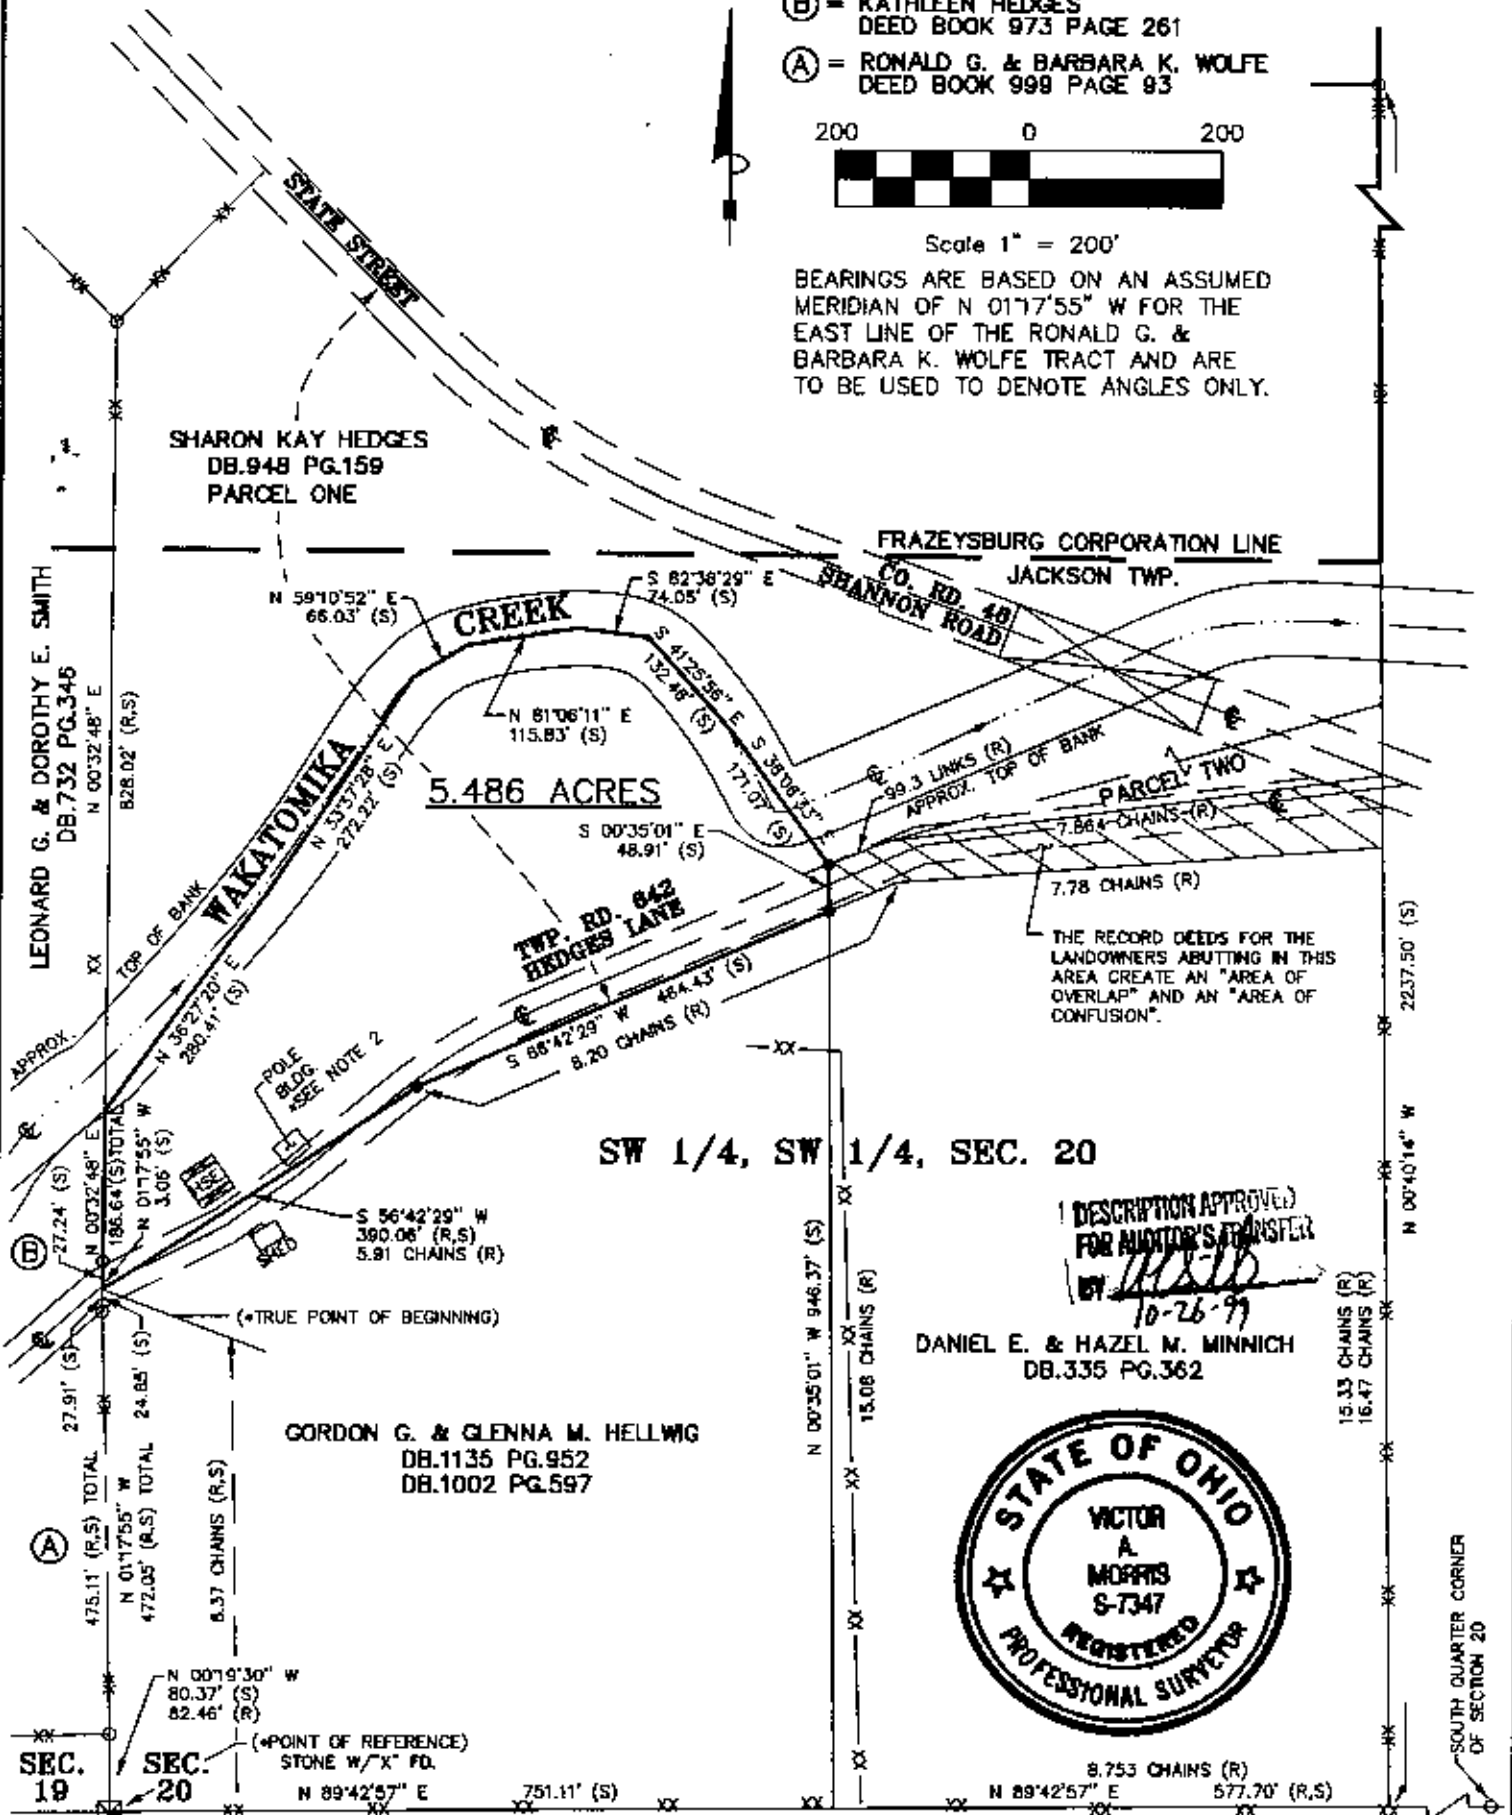 Ⓑ = KATHLEEN HEDGES
DEED BOOK 973 PAGE 261
Ⓐ = RONALD G. & BARBARA K. WOLFE
DEED BOOK 999 PAGE 93
200 0 200
Scale 1" = 200'
BEARINGS ARE BASED ON AN ASSUMED
MERIDIAN OF N 01°17'55" W FOR THE
EAST LINE OF THE RONALD G. &
BARBARA K. WOLFE TRACT AND ARE
TO BE USED TO DENOTE ANGLES ONLY.
STATE STREET
SHARON KAY HEDGES
DB.948 PG.159
PARCEL ONE
FRAZEYSBURG CORPORATION LINE
JACKSON TWP.
CO. RD. 48
SHANNON ROAD
LEONARD G. & DOROTHY E. SMITH
DB.732 PG.346
N 00°32'48" E
828.02' (R,S)
N 59°10'52" E
66.03' (S)
S 82°38'29" E
74.05' (S)
WAKATOMIKA
CREEK
N 81°06'11" E
115.83' (S)
S 41°25'56" E
132.46' (S)
S 38°06'33" E
171.07' (S)
N 33°37'28" E
272.22' (S)
5.486 ACRES
S 00°35'01" E
48.91' (S)
99.3 LINKS (R)
APPROX. TOP OF BANK
PARCEL TWO
7.864 CHAINS (R)
7.78 CHAINS (R)
THE RECORD DEEDS FOR THE
LANDOWNERS ABUTTING IN THIS
AREA CREATE AN "AREA OF
OVERLAP" AND AN "AREA OF
CONFUSION".
2237.50' (S)
N 00°40'14" W
APPROX. TOP OF BANK
N 36°27'20" E
280.41' (S)
TWP. RD. 642
HEDGES LANE
S 68°42'29" W 464.43' (S)
8.20 CHAINS (R)
POLE
BLDG.
*SEE NOTE 2
HSE
SHED
S 56°42'29" W
390.06' (R,S)
5.91 CHAINS (R)
Ⓑ
27.24' (S)
N 00°32'48" E
186.64' (S) TOTAL
N 01°17'55" W
3.06' (S)
(*TRUE POINT OF BEGINNING)
SW 1/4, SW 1/4, SEC. 20
DESCRIPTION APPROVED
FOR AUDITOR'S TRANSFER
BY
10-26-99
DANIEL E. & HAZEL M. MINNICH
DB.335 PG.362
N 00°35'01" W 946.37' (S)
15.08 CHAINS (R)
15.33 CHAINS (R)
16.47 CHAINS (R)
GORDON G. & GLENNA M. HELLWIG
DB.1135 PG.952
DB.1002 PG.597
27.91' (S)
24.85' (S)
Ⓐ
475.11' (R,S) TOTAL
N 01°17'55" W
472.05' (R,S) TOTAL
8.37 CHAINS (R,S)
STATE OF OHIO
VICTOR
A.
MORRIS
S-7347
REGISTERED
PROFESSIONAL SURVEYOR
N 00°19'30" W
80.37' (S)
82.46' (R)
(*POINT OF REFERENCE)
STONE W/"X" FD.
SEC.
19
SEC.
20
N 89°42'57" E 751.11' (S)
8.753 CHAINS (R)
N 89°42'57" E 577.70' (R,S)
SOUTH QUARTER CORNER
OF SECTION 20